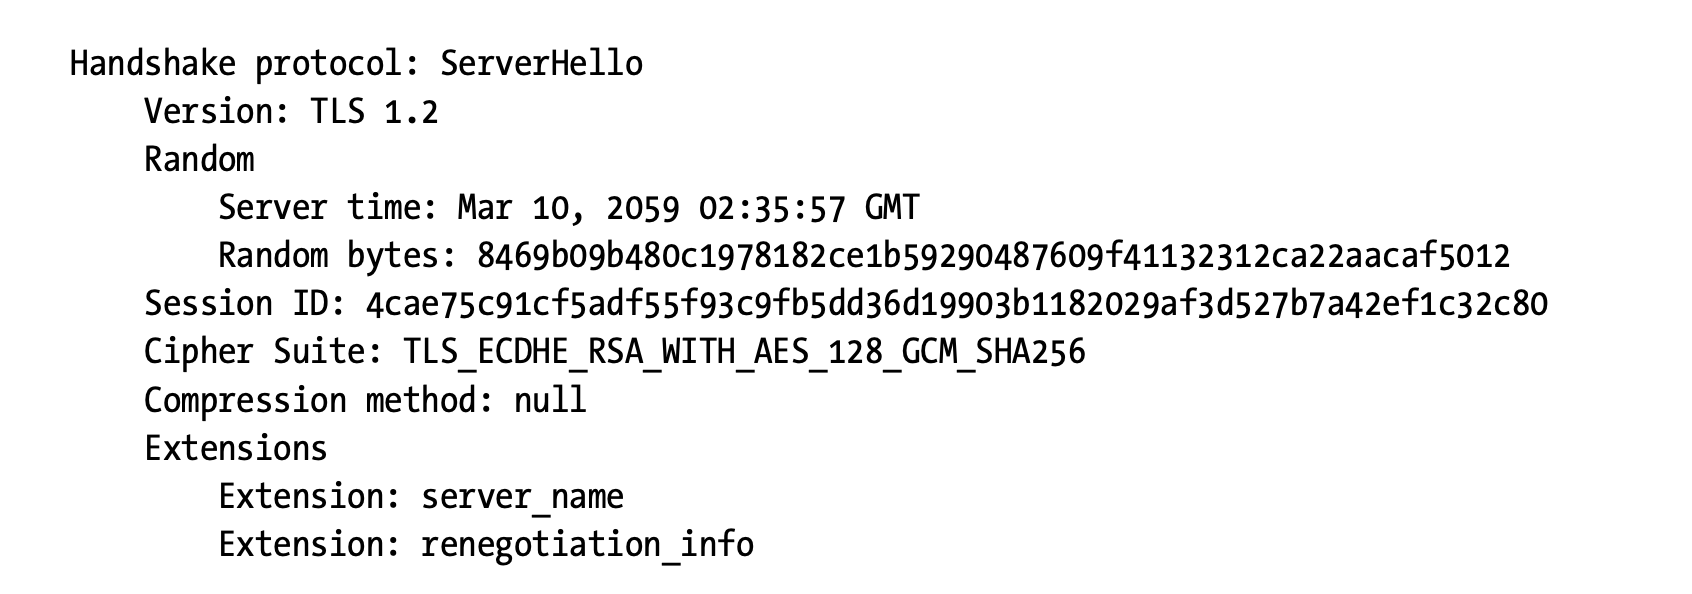 Handshake protocol: ServerHello
Version: TLS 1.2
Random
Server time: Mar 10, 2059 02:35:57 GMT
Random bytes: 8469b09b480c1978182ce1b59290487609f41132312ca22aacaf5012
Session ID: 4cae75c91cf5adf55f93c9fb5dd36d19903b1182029af3d527b7a42ef1c32c80
Cipher Suite: TLS_ECDHE_RSA_WITH_AES_128_GCM_SHA256
Compression method: null
Extensions
Extension: server_name
Extension: renegotiation_info